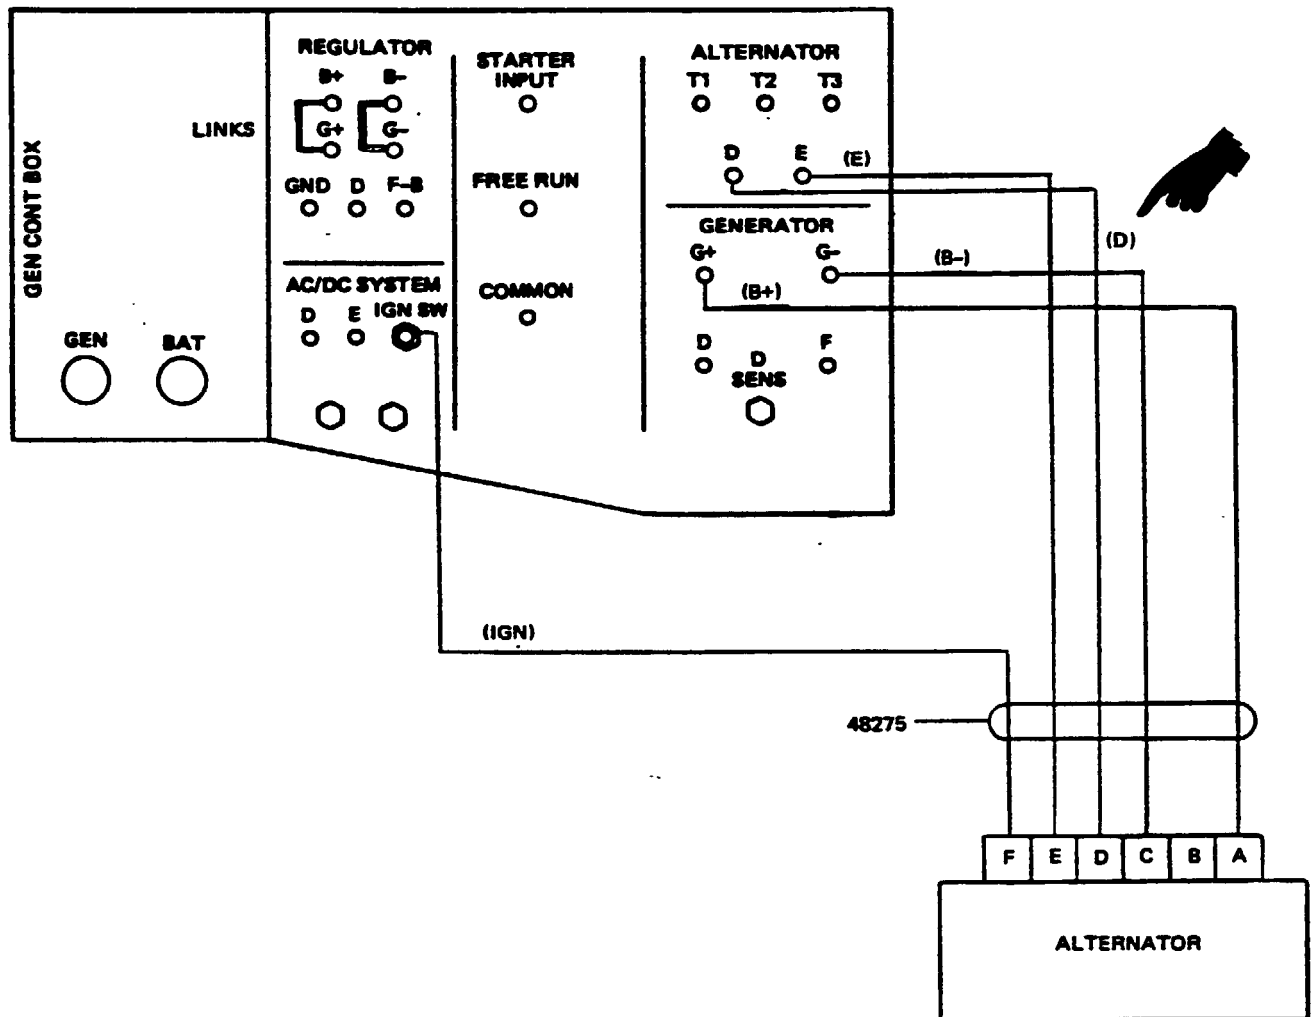 GEN CONT BOX
GEN
BAT
LINKS
REGULATOR
B+ B-
G+ G-
GND D F-B
AC/DC SYSTEM
D E IGN SW
STARTER
INPUT
FREE RUN
COMMON
ALTERNATOR
T1 T2 T3
D E
(E)
(D)
GENERATOR
G+ G-
(B-)
(B+)
D F
D
SENS
(IGN)
48275
F E D C B A
ALTERNATOR